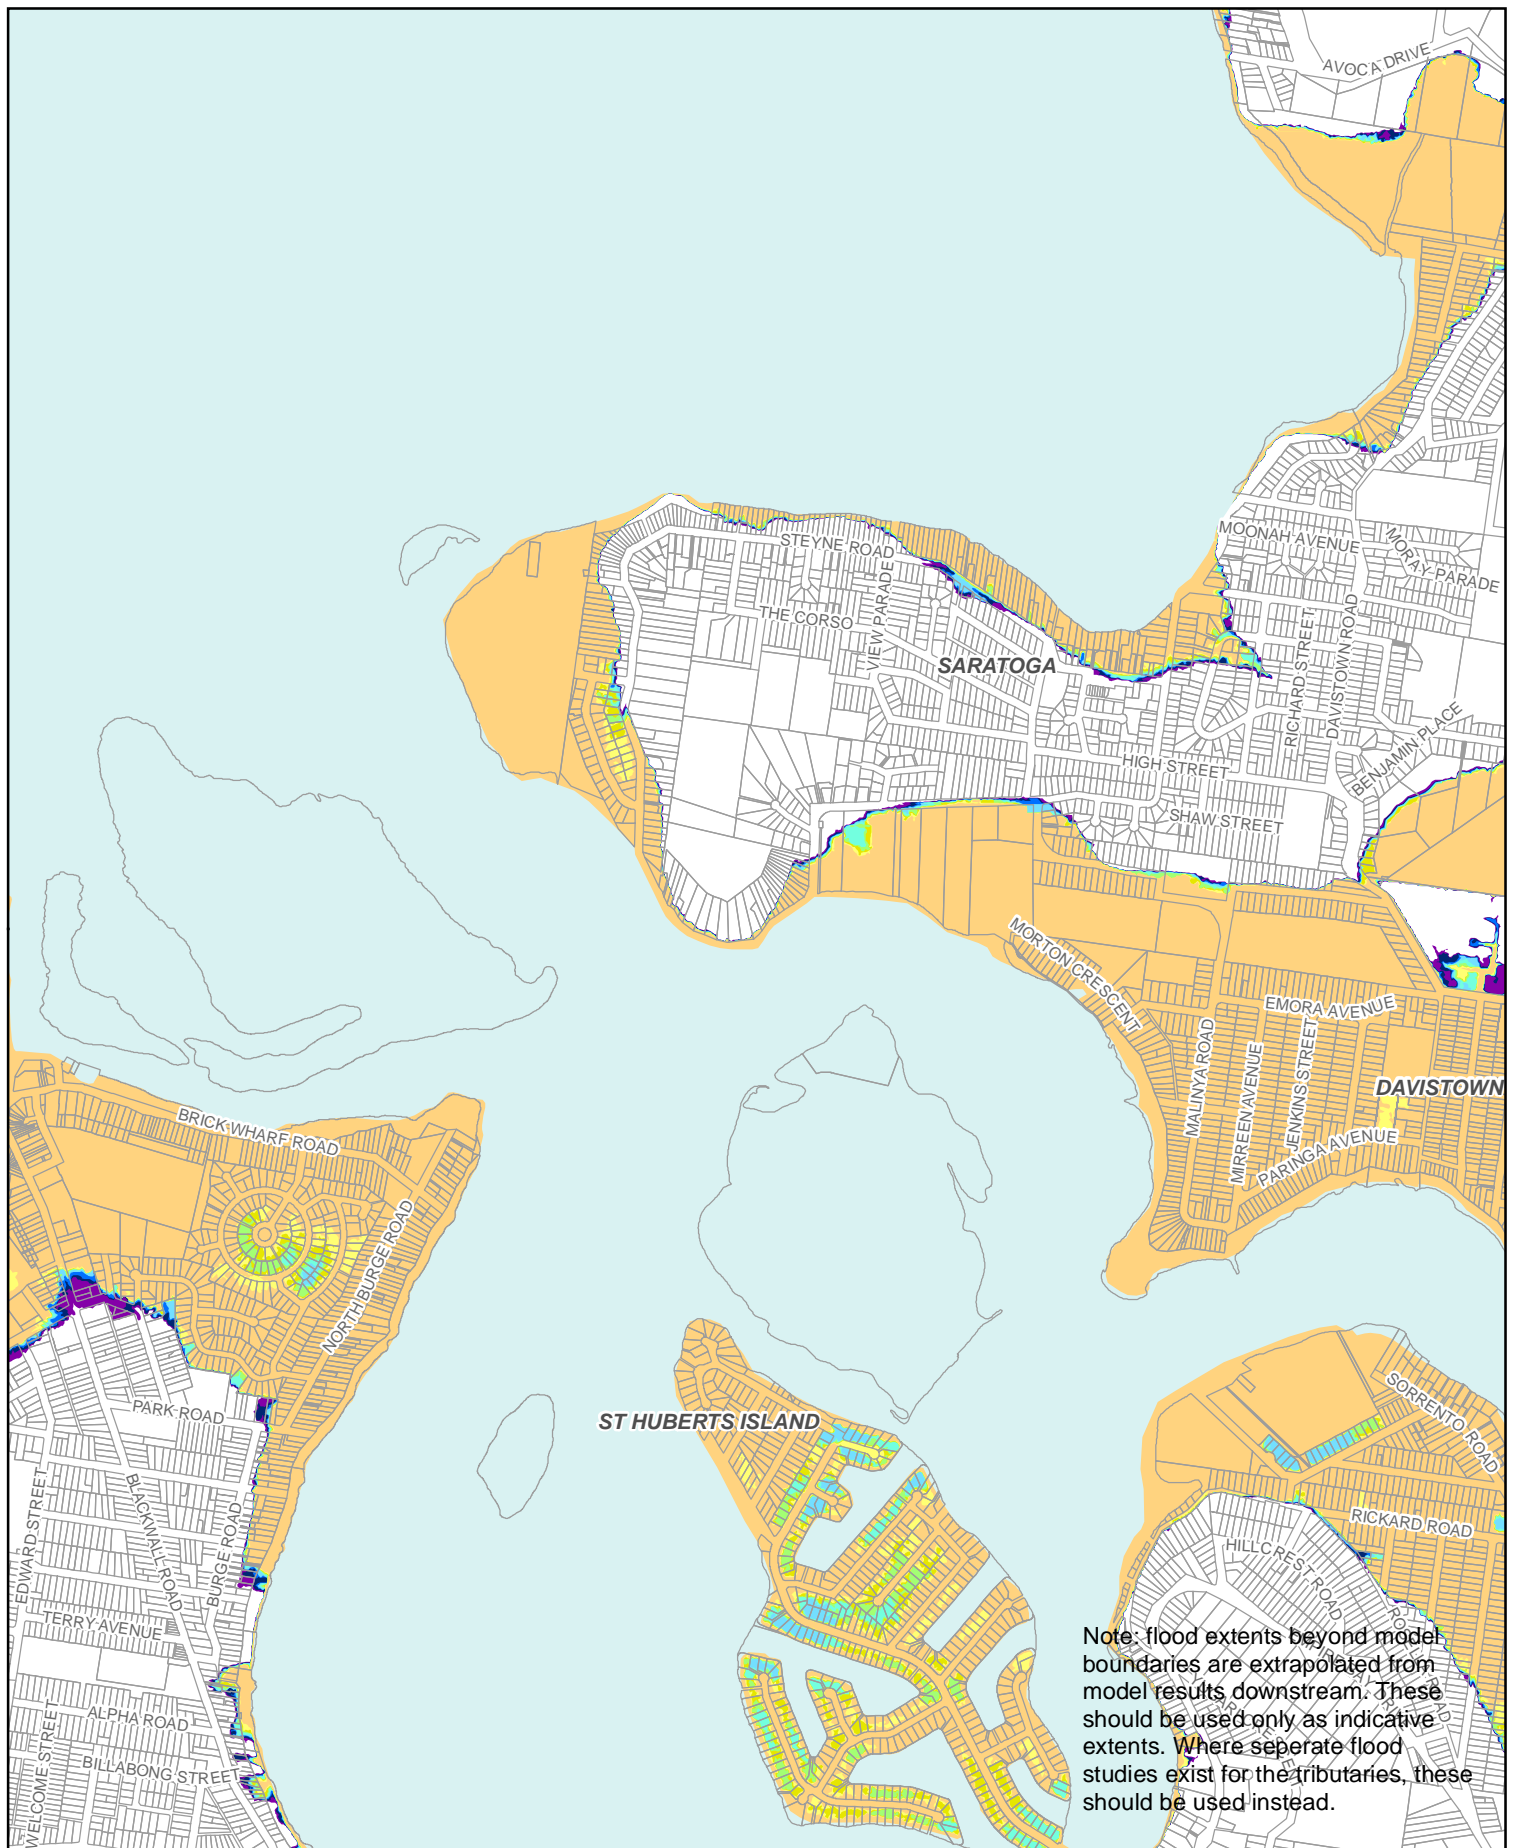 AVOCA DRIVE
STEYNE ROAD
MOONAH AVENUE
MORAY PARADE
THE CORSO
VIEW PARADE
SARATOGA
RICHARD STREET
DAVISTOWN ROAD
BENJAMIN PLACE
HIGH STREET
SHAW STREET
MORTON CRESCENT
EMORA AVENUE
MALINYA ROAD
MIRREEN AVENUE
JENKINS STREET
DAVISTOWN
PARINGA AVENUE
BRICK WHARF ROAD
NORTH BURGE ROAD
PARK ROAD
ST HUBERTS ISLAND
SORRENTO ROAD
RICKARD ROAD
HILLCREST ROAD
EDWARD STREET
BLACKWALL ROAD
BURGE ROAD
TERRY AVENUE
ALPHA ROAD
BILLABONG STREET
WELCOME STREET
Note: flood extents beyond model
boundaries are extrapolated from
model results downstream. These
should be used only as indicative
extents. Where seperate flood
studies exist for the tributaries, these
should be used instead.